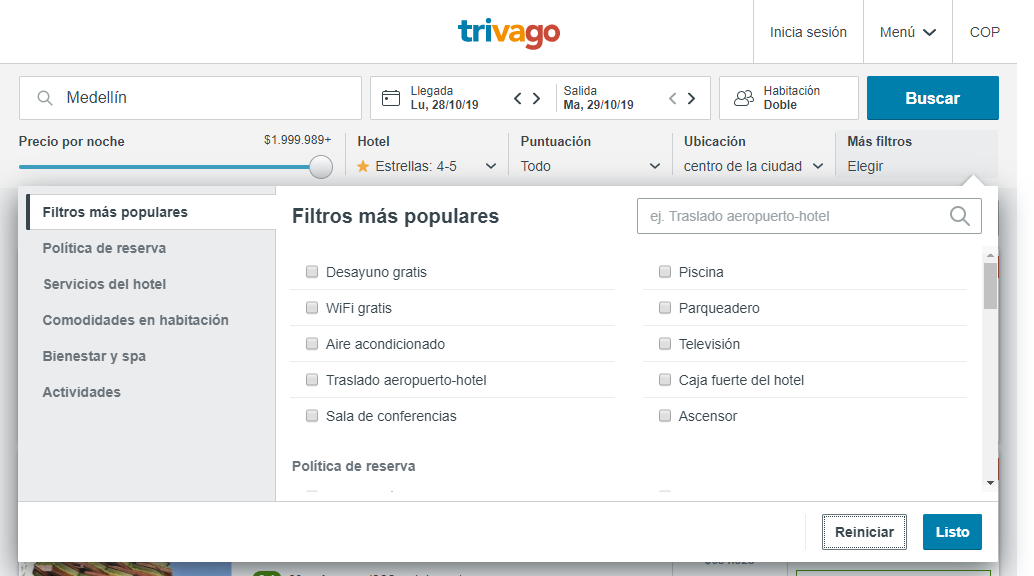 trivago
Inicia sesión
Menú
COP
Medellín
Llegada
Lu, 28/10/19
Salida
Ma, 29/10/19
Habitación
Doble
Buscar
Precio por noche
$1.999.989+
Hotel
Estrellas: 4-5
Puntuación
Todo
Ubicación
centro de la ciudad
Más filtros
Elegir
Filtros más populares
Política de reserva
Servicios del hotel
Comodidades en habitación
Bienestar y spa
Actividades
Filtros más populares
ej. Traslado aeropuerto-hotel
Desayuno gratis
Piscina
WiFi gratis
Parqueadero
Aire acondicionado
Televisión
Traslado aeropuerto-hotel
Caja fuerte del hotel
Sala de conferencias
Ascensor
Política de reserva
Reiniciar
Listo